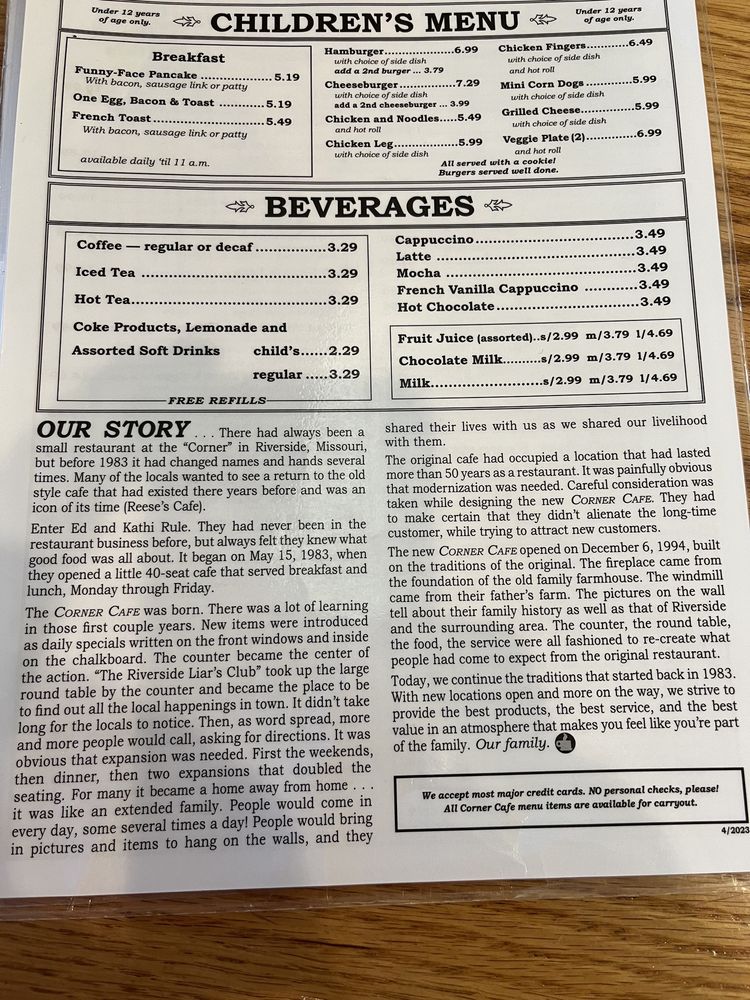 Under 12 years
of age only.
CHILDREN'S MENU
Under 12 years
of age only.
Breakfast
Funny-Face Pancake ..................5.19
With bacon, sausage link or patty
One Egg, Bacon & Toast .............5.19
French Toast............................5.49
With bacon, sausage link or patty
available daily 'til 11 a.m.
Hamburger....................6.99
with choice of side dish
add a 2nd burger ... 3.79
Cheeseburger................7.29
with choice of side dish
add a 2nd cheeseburger ... 3.99
Chicken and Noodles.....5.49
and hot roll
Chicken Leg...................5.99
with choice of side dish
Chicken Fingers...........6.49
with choice of side dish
and hot roll
Mini Corn Dogs ............5.99
with choice of side dish
Grilled Cheese..............5.99
with choice of side dish
Veggie Plate (2)..............6.99
and hot roll
All served with a cookie!
Burgers served well done.
BEVERAGES
Coffee — regular or decaf ................3.29
Iced Tea .....................................3.29
Hot Tea.......................................3.29
Coke Products, Lemonade and
Assorted Soft Drinks child's......2.29
regular .....3.29
FREE REFILLS
Cappuccino................................3.49
Latte .......................................3.49
Mocha ......................................3.49
French Vanilla Cappuccino ...........3.49
Hot Chocolate.............................3.49
Fruit Juice (assorted)..s/2.99 m/3.79 l/4.69
Chocolate Milk.........s/2.99 m/3.79 l/4.69
Milk.........................s/2.99 m/3.79 l/4.69
OUR STORY . . . There had always been a
small restaurant at the “Corner” in Riverside, Missouri,
but before 1983 it had changed names and hands several
times. Many of the locals wanted to see a return to the old
style cafe that had existed there years before and was an
icon of its time (Reese's Cafe).
Enter Ed and Kathi Rule. They had never been in the
restaurant business before, but always felt they knew what
good food was all about. It began on May 15, 1983, when
they opened a little 40-seat cafe that served breakfast and
lunch, Monday through Friday.
The CORNER CAFE was born. There was a lot of learning
in those first couple years. New items were introduced
as daily specials written on the front windows and inside
on the chalkboard. The counter became the center of
the action. “The Riverside Liar's Club” took up the large
round table by the counter and became the place to be
to find out all the local happenings in town. It didn't take
long for the locals to notice. Then, as word spread, more
and more people would call, asking for directions. It was
obvious that expansion was needed. First the weekends,
then dinner, then two expansions that doubled the
seating. For many it became a home away from home . . .
it was like an extended family. People would come in
every day, some several times a day! People would bring
in pictures and items to hang on the walls, and they
shared their lives with us as we shared our livelihood
with them.
The original cafe had occupied a location that had lasted
more than 50 years as a restaurant. It was painfully obvious
that modernization was needed. Careful consideration was
taken while designing the new CORNER CAFE. They had
to make certain that they didn't alienate the long-time
customer, while trying to attract new customers.
The new CORNER CAFE opened on December 6, 1994, built
on the traditions of the original. The fireplace came from
the foundation of the old family farmhouse. The windmill
came from their father's farm. The pictures on the wall
tell about their family history as well as that of Riverside
and the surrounding area. The counter, the round table,
the food, the service were all fashioned to re-create what
people had come to expect from the original restaurant.
Today, we continue the traditions that started back in 1983.
With new locations open and more on the way, we strive to
provide the best products, the best service, and the best
value in an atmosphere that makes you feel like you're part
of the family. Our family.
We accept most major credit cards. NO personal checks, please!
All Corner Cafe menu items are available for carryout.
4/2023